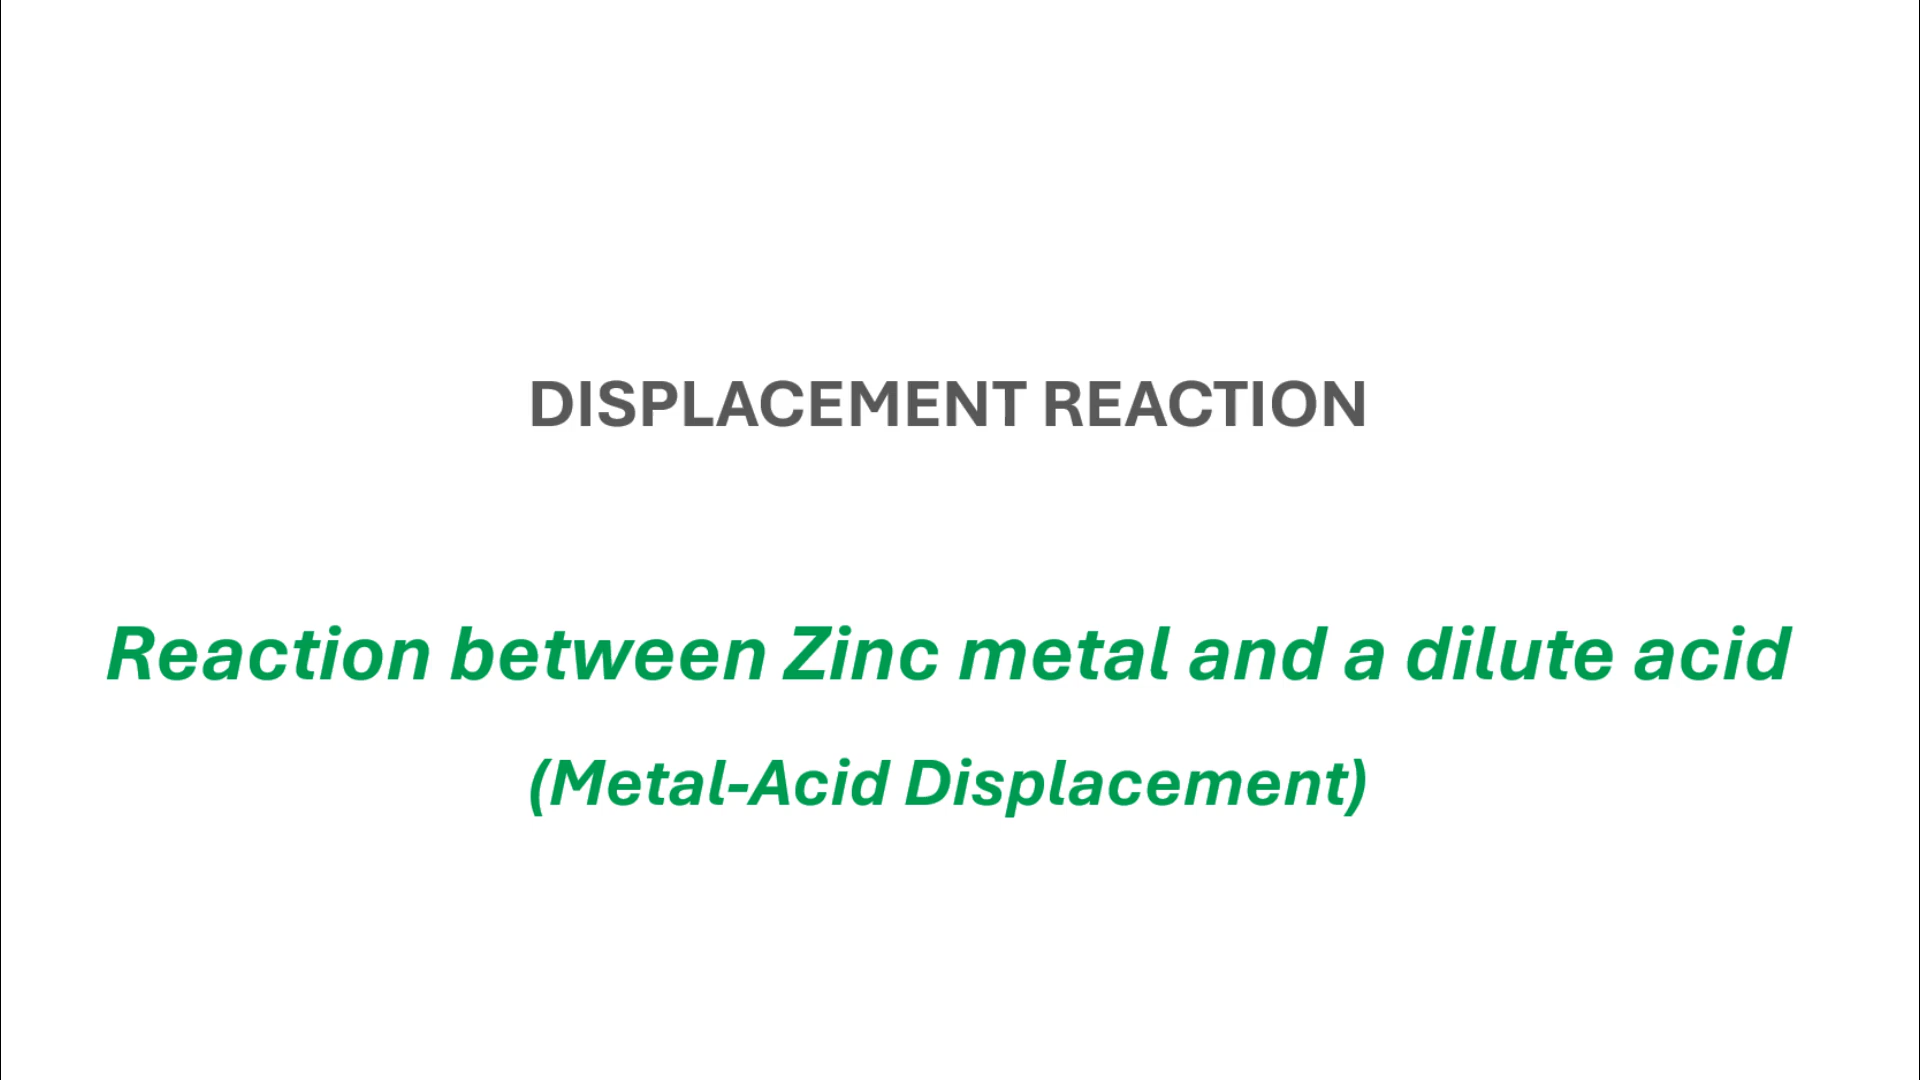 DISPLACEMENT REACTION
Reaction between Zinc metal and a dilute acid
(Metal-Acid Displacement)